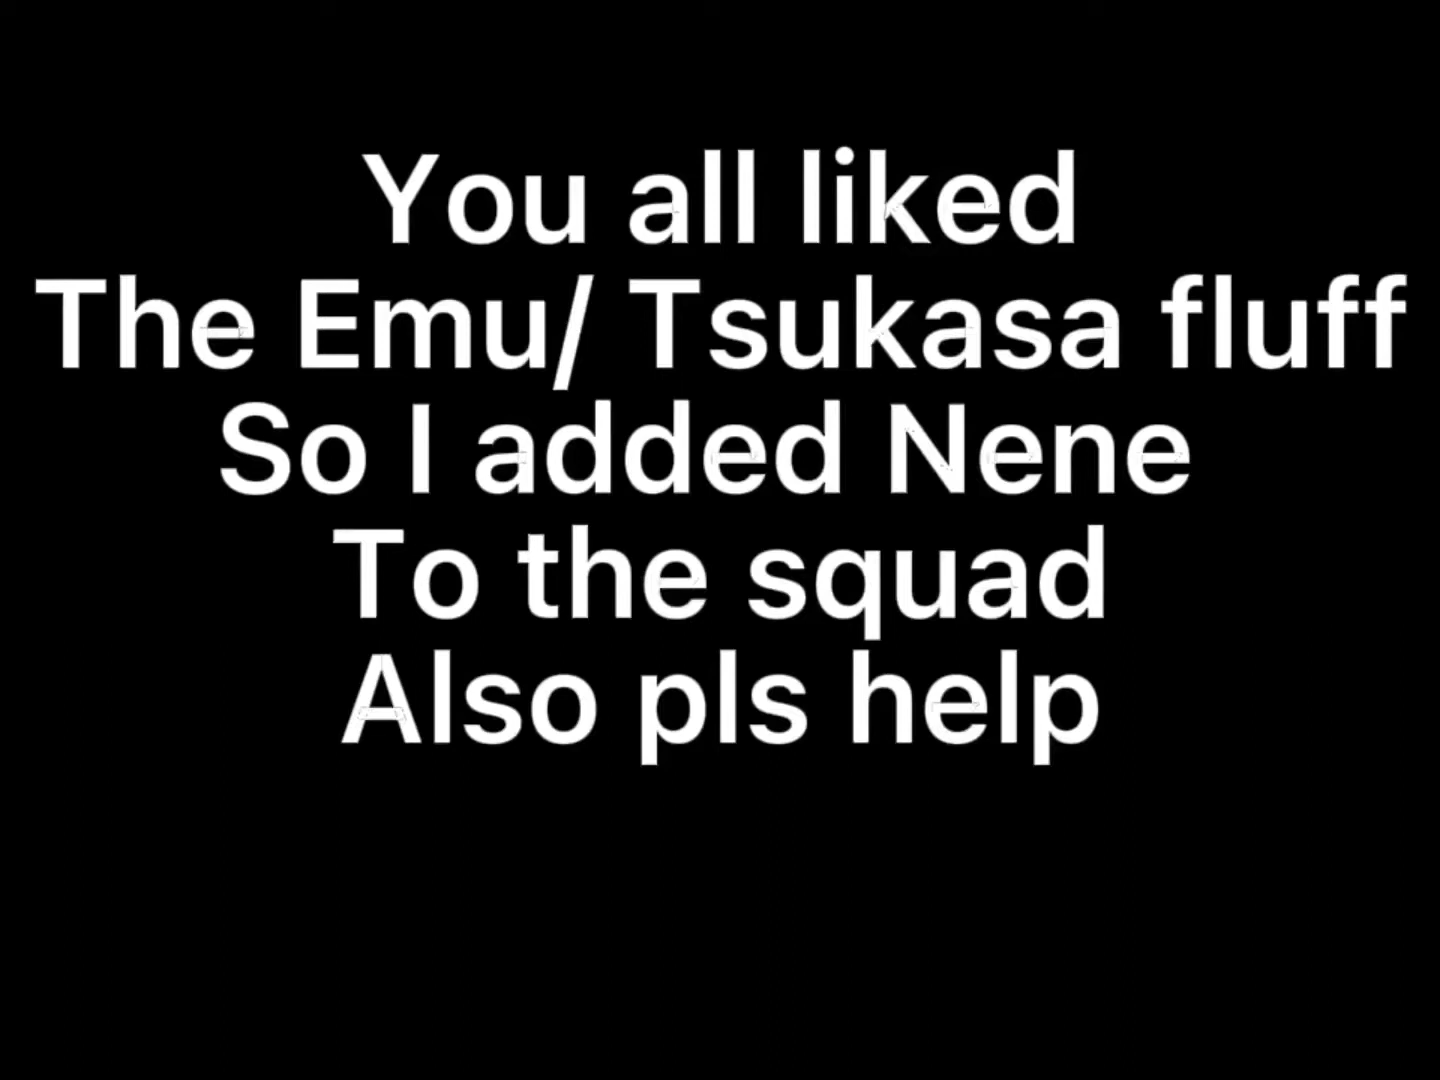 You all liked
The Emu/ Tsukasa fluff
So I added Nene
To the squad
Also pls help